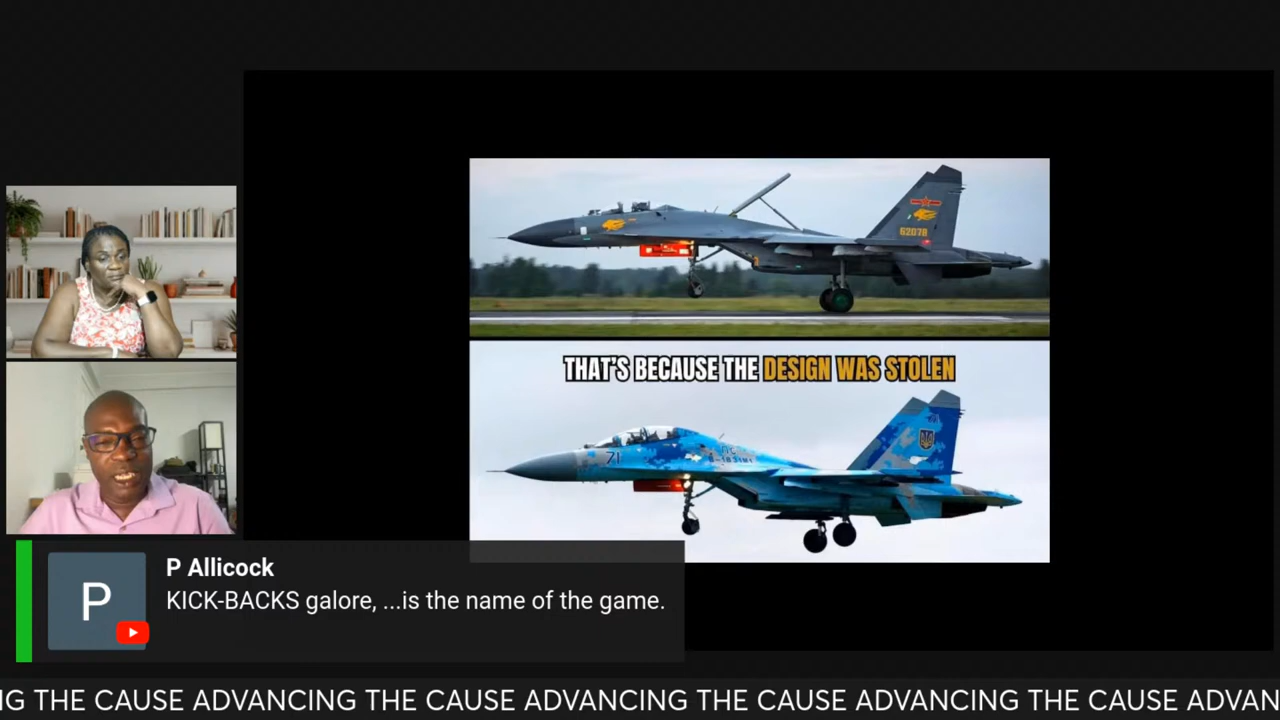 62078
THAT'S BECAUSE THE DESIGN WAS STOLEN
71
P
P Allicock
KICK-BACKS galore, ...is the name of the game.
NG THE CAUSE ADVANCING THE CAUSE ADVANCING THE CAUSE ADVANCING THE CAUSE ADVAN